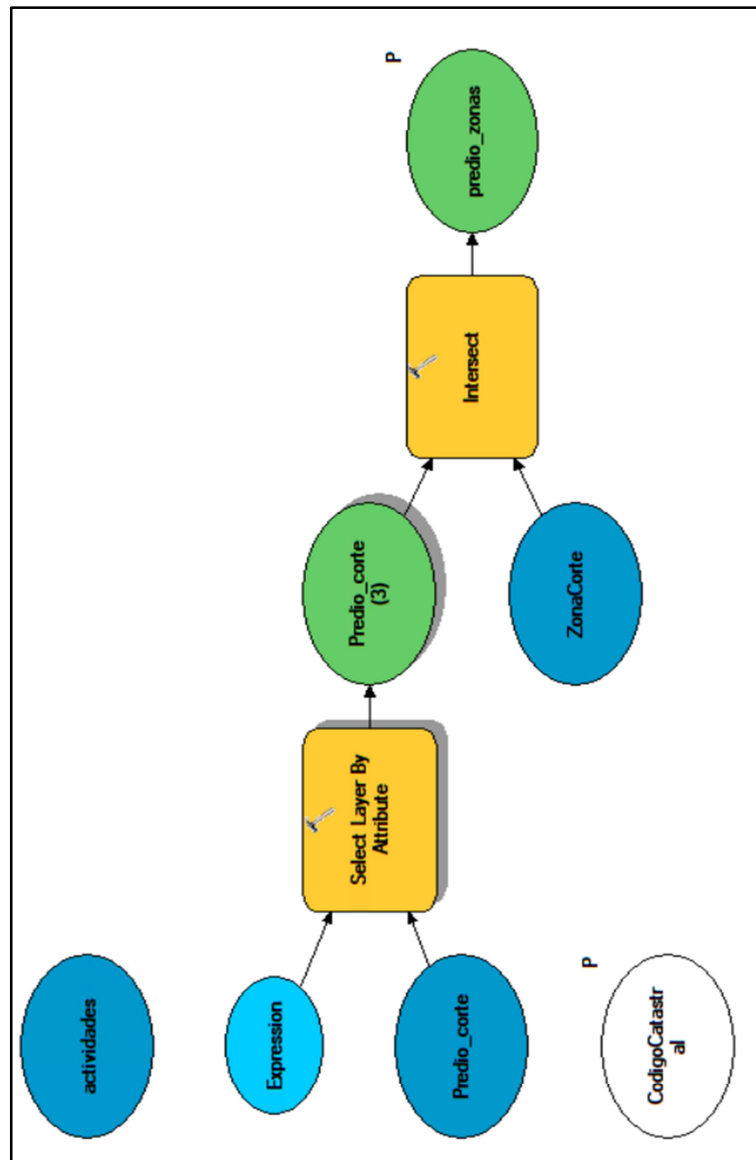 actividades
Expression
Predio_corte
P
CodigoCatastr
al
Select Layer By
Attribute
Predio_corte
(3)
ZonaCorte
Intersect
P
predio_zonas